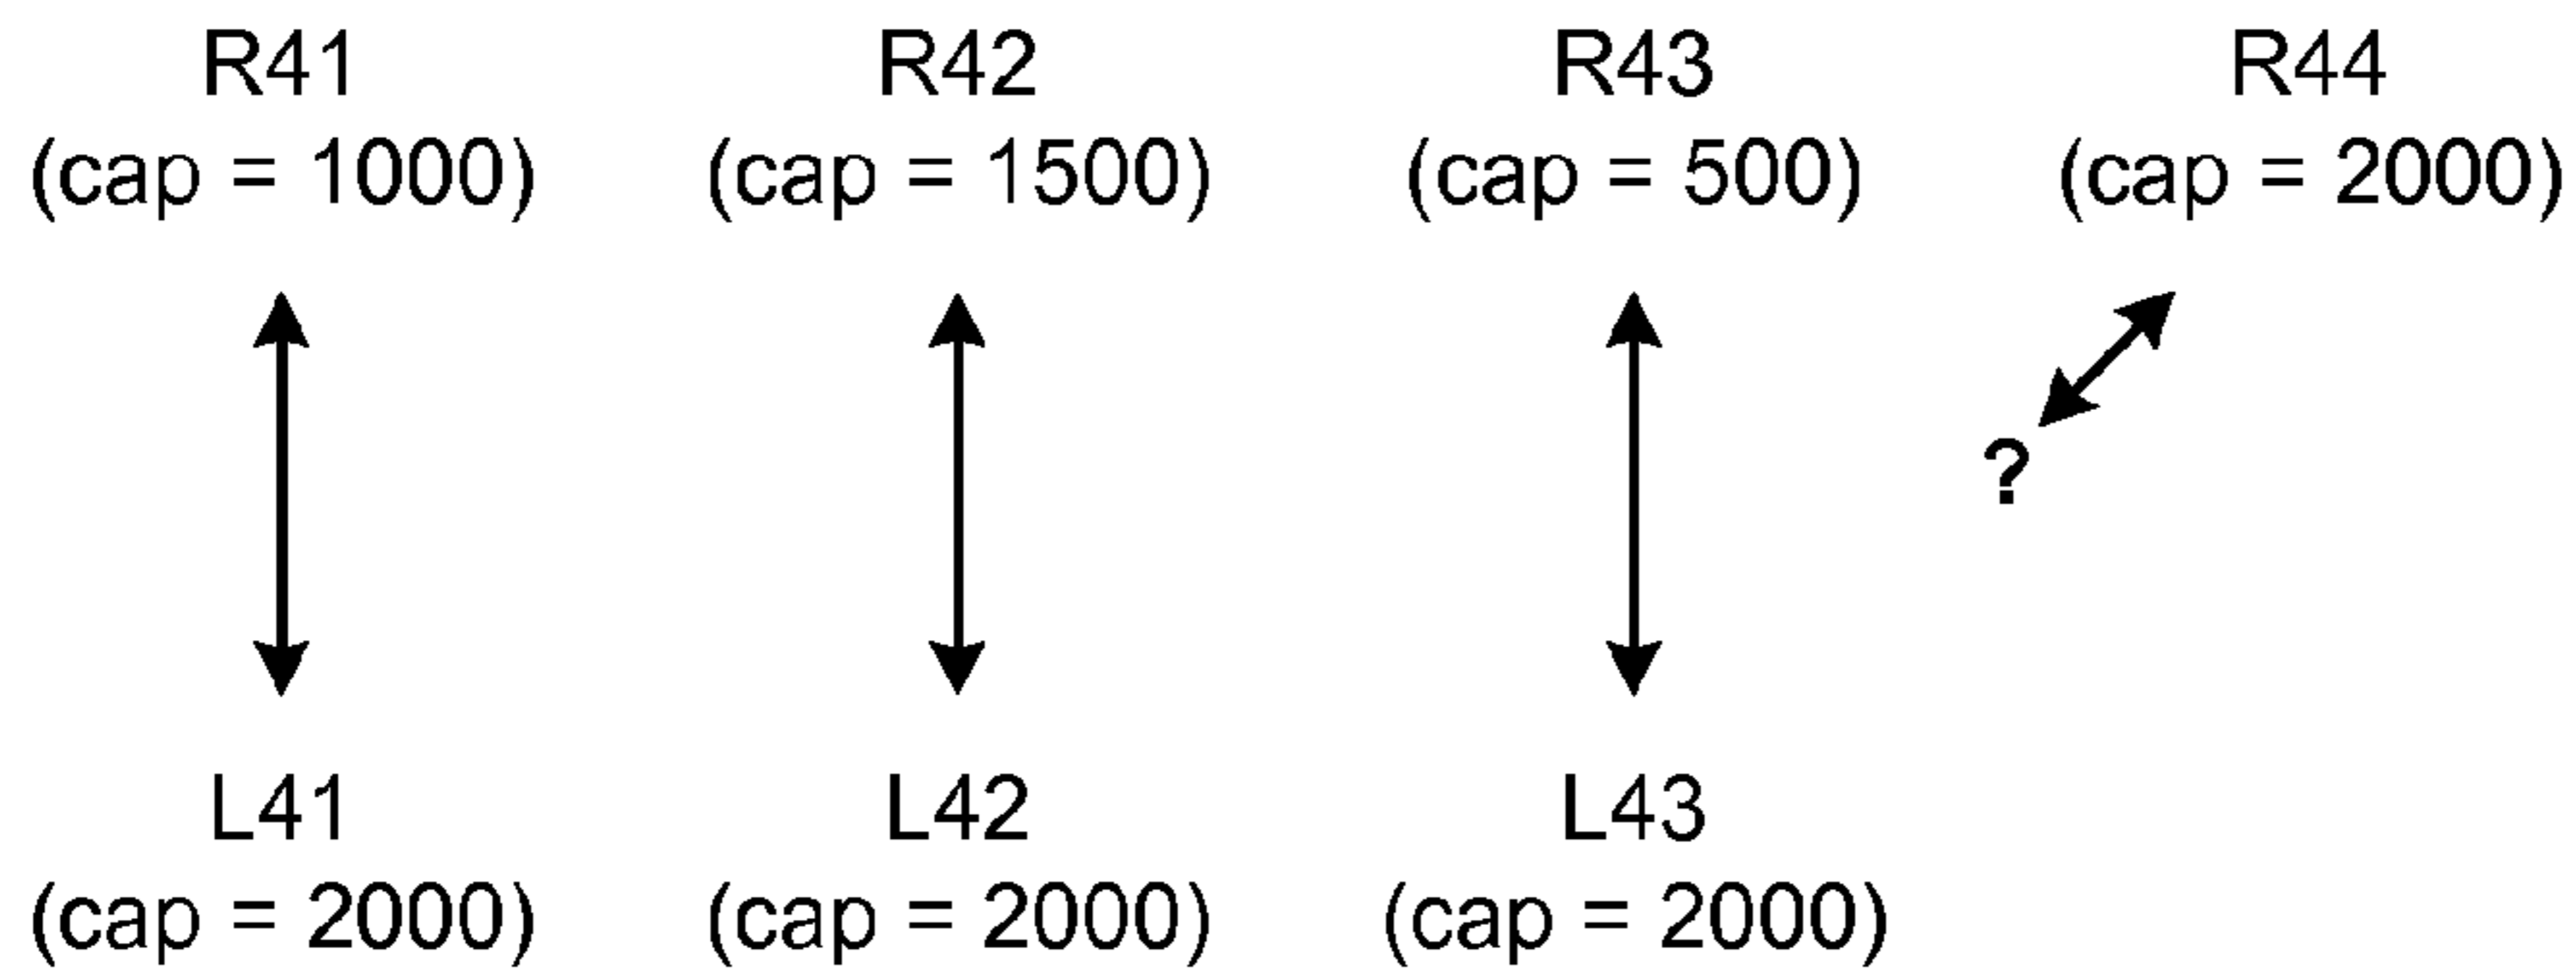 R41 R42 R43 R44
(cap = 1000) (cap = 1500) (cap = 500) (cap = 2000)
?
L41 L42 L43
(cap = 2000) (cap = 2000) (cap = 2000)